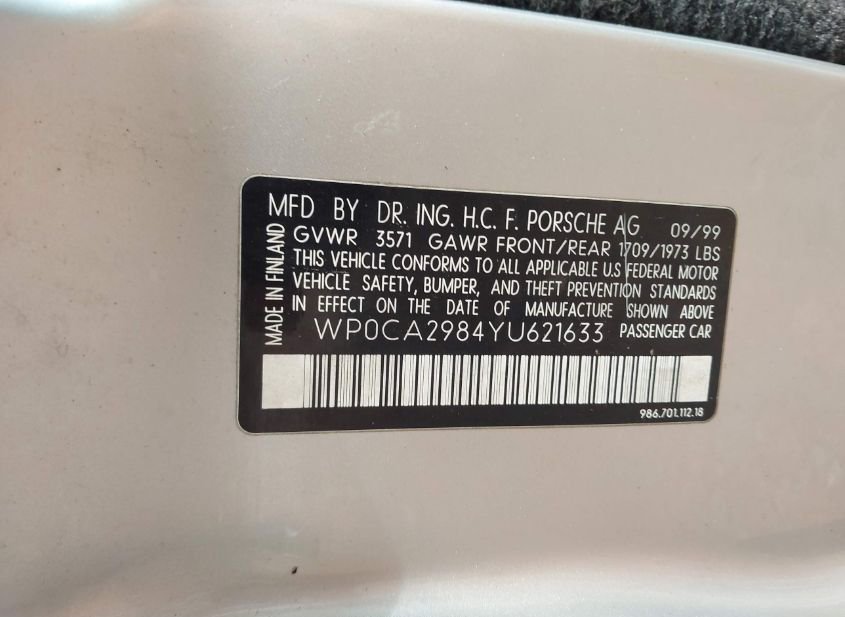 MFD BY DR. ING. H.C. F. PORSCHE AG 09/99
GVWR 3571 GAWR FRONT/REAR 1709/1973 LBS
THIS VEHICLE CONFORMS TO ALL APPLICABLE U.S FEDERAL MOTOR
VEHICLE SAFETY, BUMPER, AND THEFT PREVENTION STANDARDS
IN EFFECT ON THE DATE OF MANUFACTURE SHOWN ABOVE
WP0CA2984YU621633 PASSENGER CAR
MADE IN FINLAND
986.701.112.18